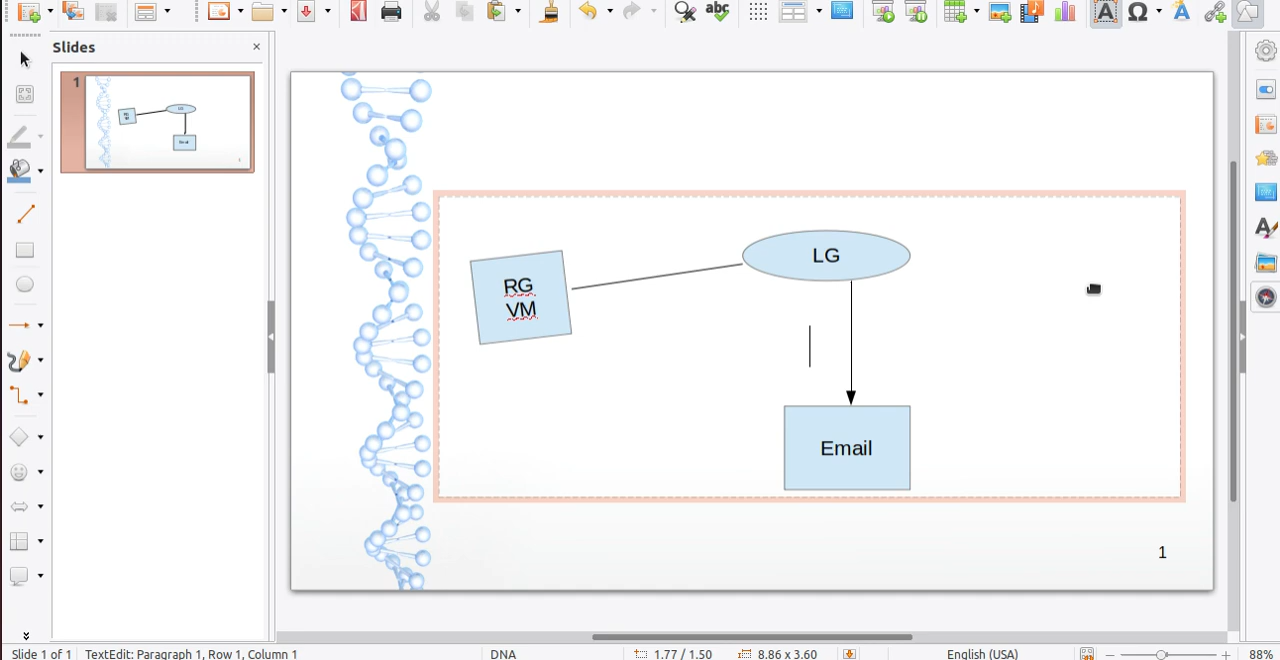 abc
Slides
1
RG
VM
LG
Email
1
Slide 1 of 1
TextEdit: Paragraph 1, Row 1, Column 1
DNA
1.77 / 1.50
8.86 x 3.60
English (USA)
88%